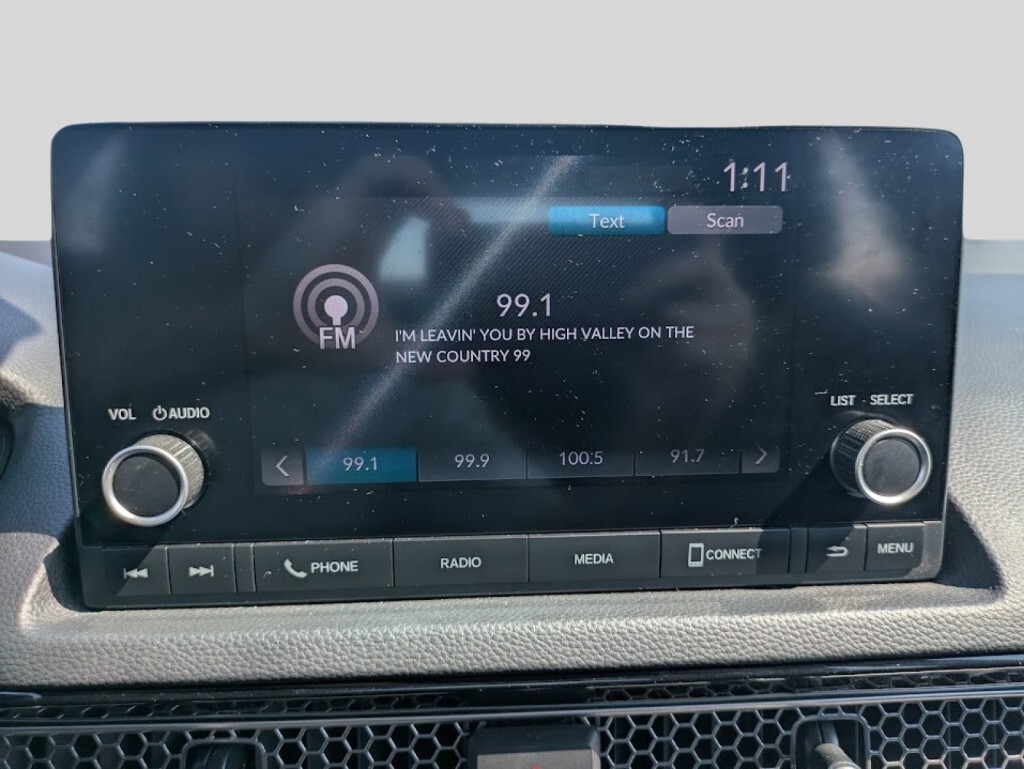 1:11
Text Scan
99.1
FM
I'M LEAVIN' YOU BY HIGH VALLEY ON THE
NEW COUNTRY 99
VOL AUDIO
LIST SELECT
99.1 99.9 100.5 91.7
PHONE RADIO MEDIA CONNECT MENU